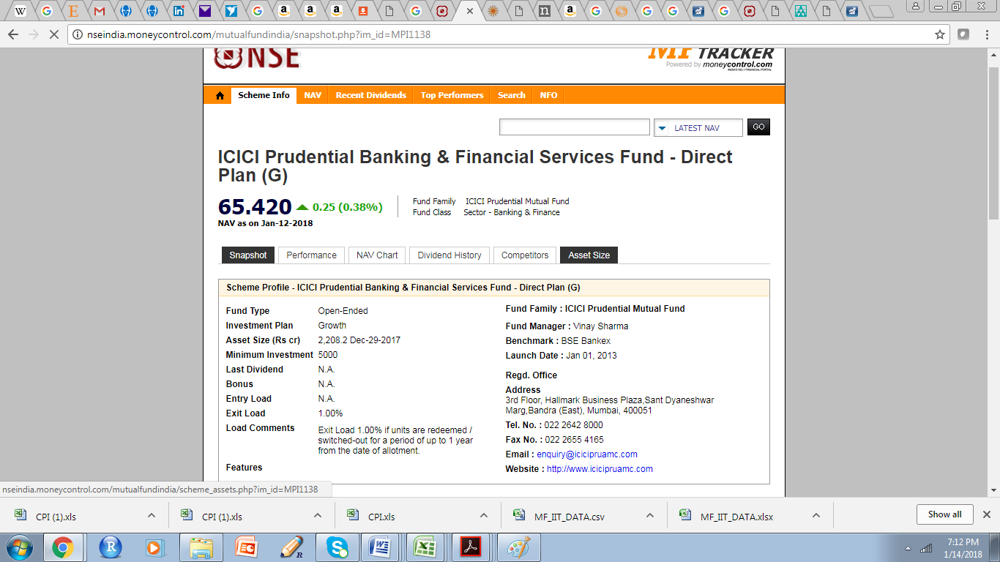 nseindia.moneycontrol.com/mutualfundindia/snapshot.php?im_id=MPI1138
NSE
MF TRACKER
Powered by moneycontrol.com
INDIA'S NO.1 FINANCIAL PORTAL
Scheme Info NAV Recent Dividends Top Performers Search NFO
LATEST NAV GO
ICICI Prudential Banking & Financial Services Fund - Direct
Plan (G)
65.420 0.25 (0.38%)
NAV as on Jan-12-2018
Fund Family ICICI Prudential Mutual Fund
Fund Class Sector - Banking & Finance
Snapshot Performance NAV Chart Dividend History Competitors Asset Size
Scheme Profile - ICICI Prudential Banking & Financial Services Fund - Direct Plan (G)
Fund Type Open-Ended
Investment Plan Growth
Asset Size (Rs cr) 2,208.2 Dec-29-2017
Minimum Investment 5000
Last Dividend N.A.
Bonus N.A.
Entry Load N.A.
Exit Load 1.00%
Load Comments Exit Load 1.00% if units are redeemed /
switched-out for a period of up to 1 year
from the date of allotment.
Features
Fund Family : ICICI Prudential Mutual Fund
Fund Manager : Vinay Sharma
Benchmark : BSE Bankex
Launch Date : Jan 01, 2013
Regd. Office
Address
3rd Floor, Hallmark Business Plaza,Sant Dyaneshwar
Marg,Bandra (East), Mumbai, 400051
Tel. No. : 022 2642 8000
Fax No. : 022 2655 4165
Email : enquiry@icicipruamc.com
Website : http://www.icicipruamc.com
nseindia.moneycontrol.com/mutualfundindia/scheme_assets.php?im_id=MPI1138
CPI (1).xls CPI (1).xls CPI.xls MF_IIT_DATA.csv MF_IIT_DATA.xlsx Show all
7:12 PM
1/14/2018